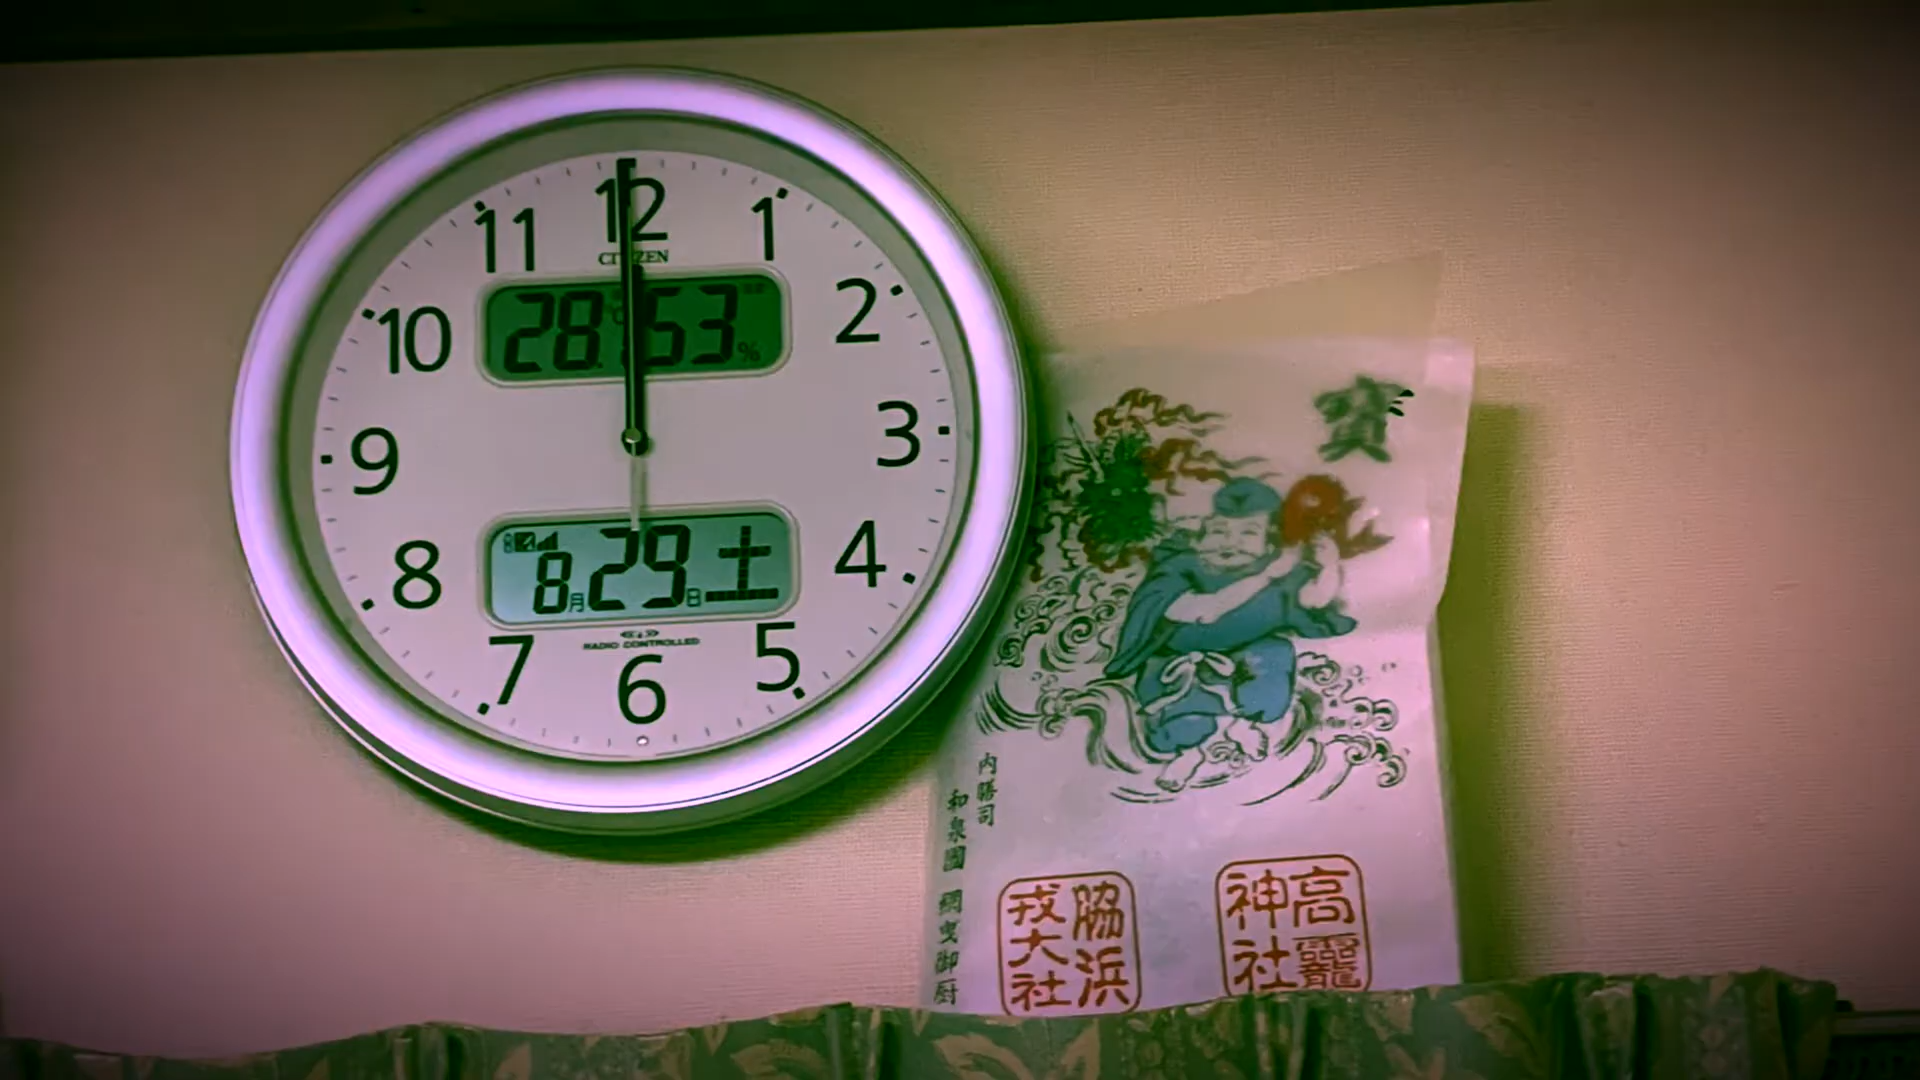 12
11 1
CITIZEN
28. 53 %
10 2
9 3
8月29日土
8 4
RADIO CONTROLLED
7 5
6
寳
内膳司
和泉國 網曳御厨
脇浜
戎大社
高龗
神社